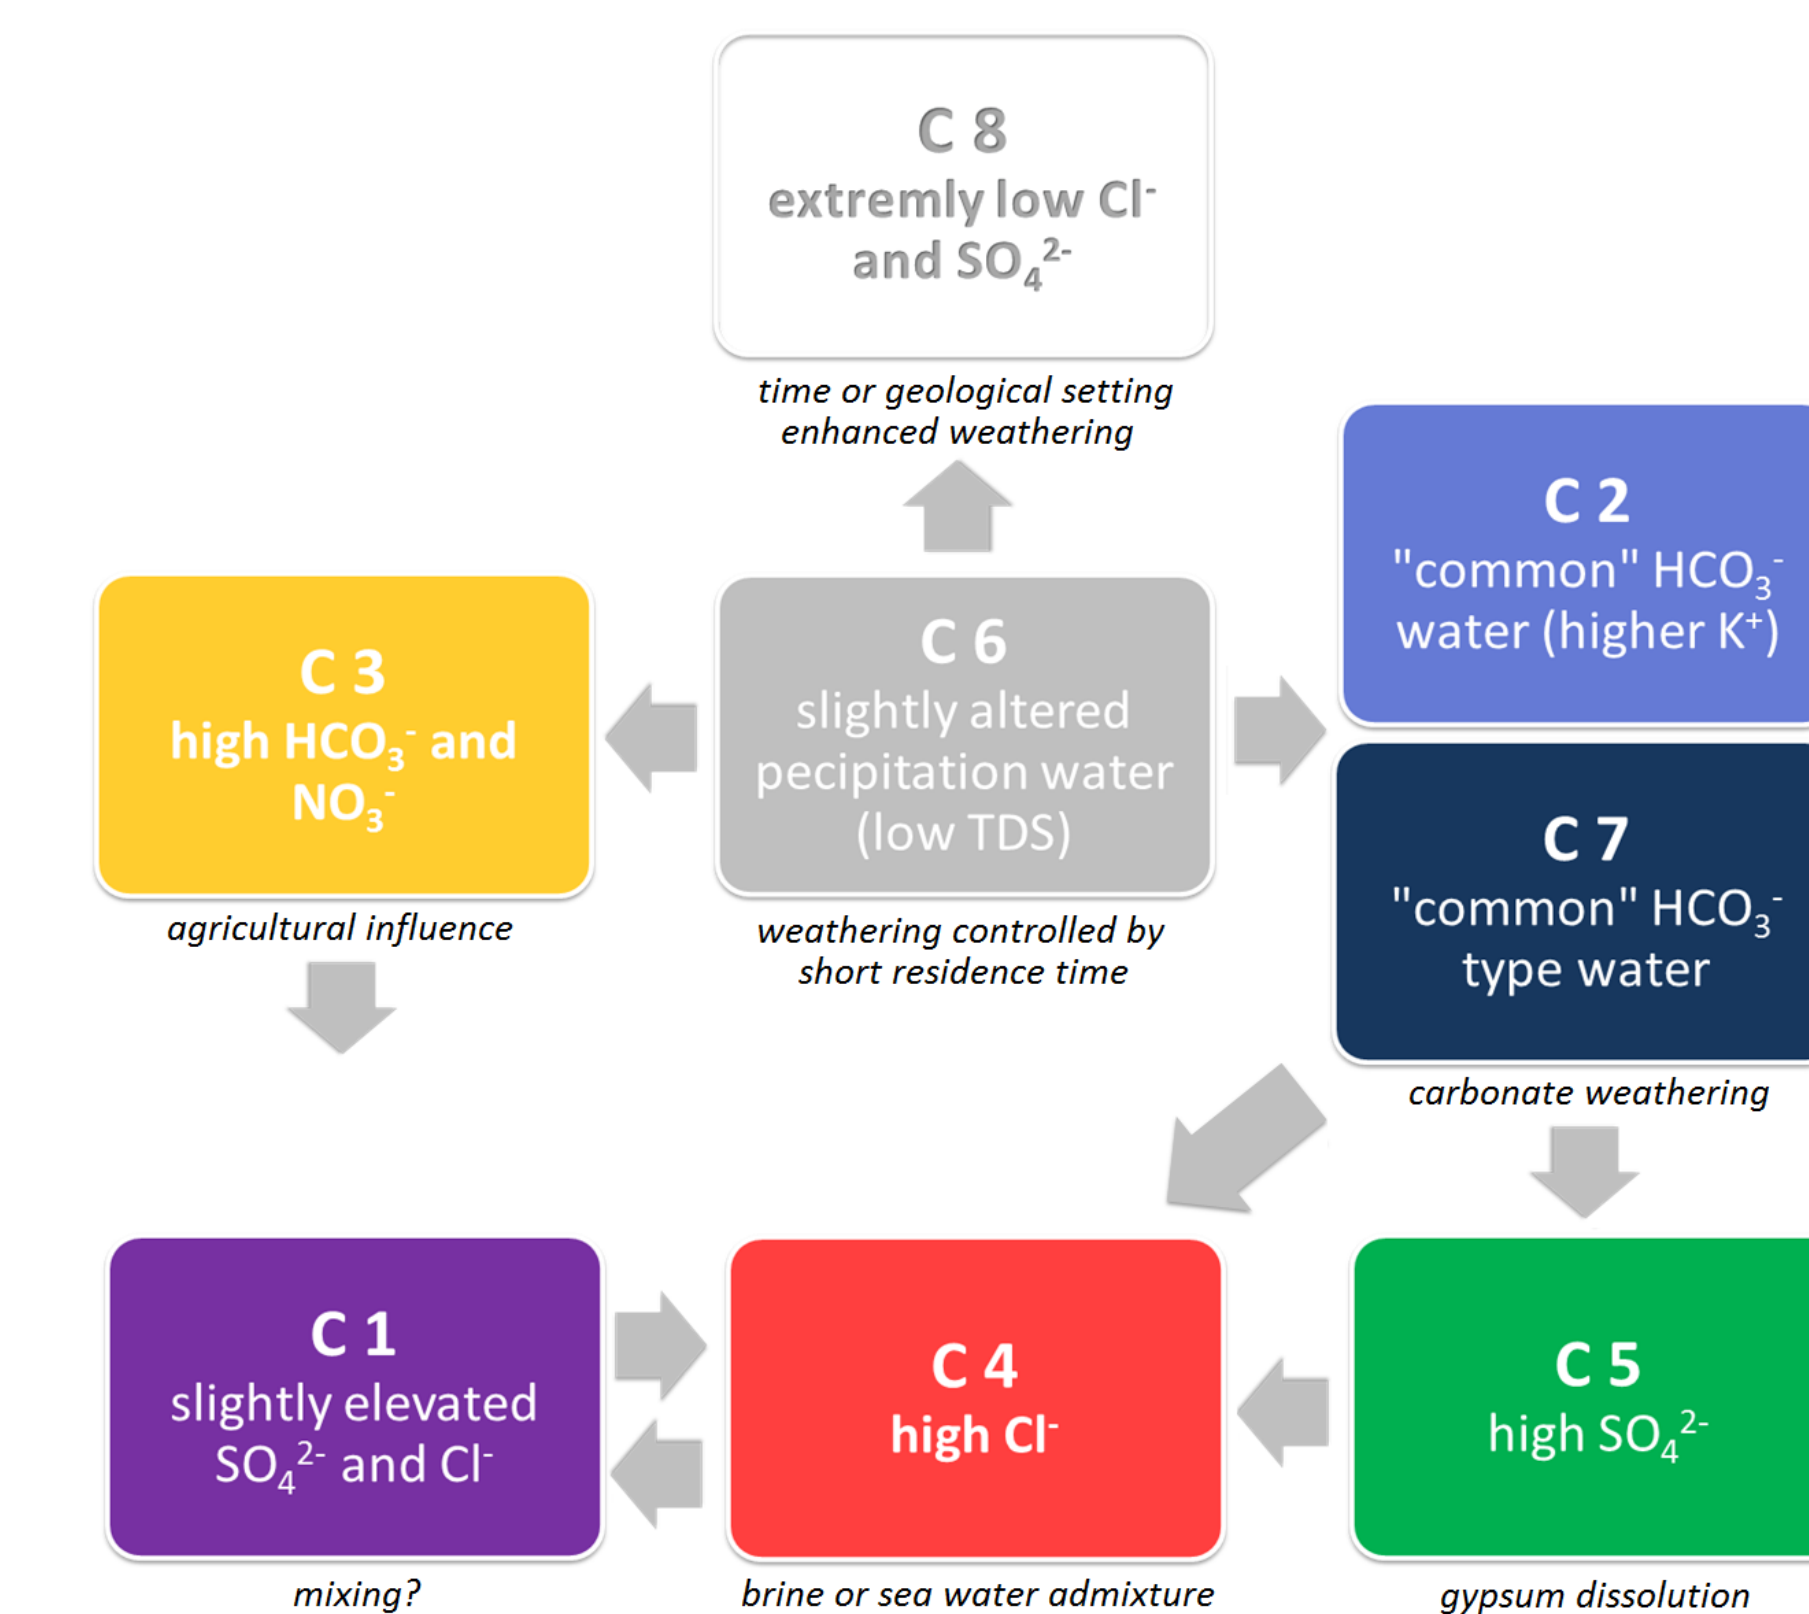 C 8
extremly low Cl⁻
and SO₄²⁻
time or geological setting
enhanced weathering
C 2
"common" HCO₃⁻
water (higher K⁺)
C 3
high HCO₃⁻ and
NO₃⁻
agricultural influence
C 6
slightly altered
pecipitation water
(low TDS)
weathering controlled by
short residence time
C 7
"common" HCO₃⁻
type water
carbonate weathering
C 1
slightly elevated
SO₄²⁻ and Cl⁻
mixing?
C 4
high Cl⁻
brine or sea water admixture
C 5
high SO₄²⁻
gypsum dissolution